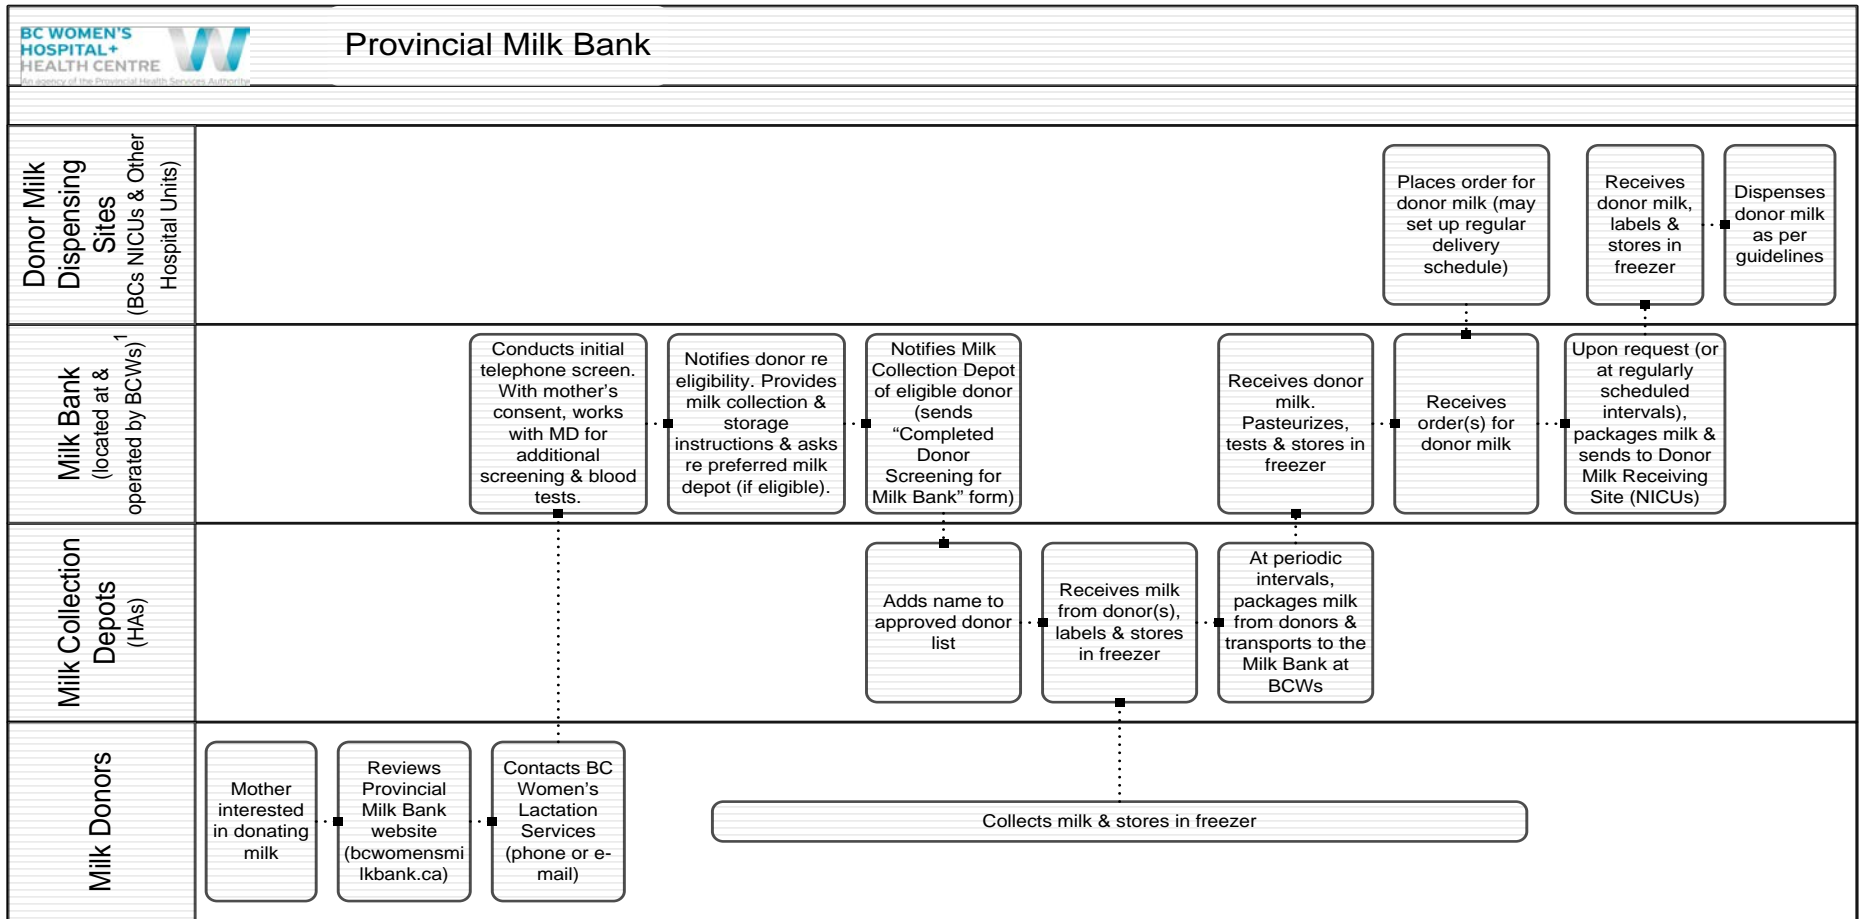 BC WOMEN'S
HOSPITAL+
HEALTH CENTRE
An agency of the Provincial Health Services Authority
Provincial Milk Bank
Donor Milk
Dispensing
Sites
(BCs NICUs & Other
Hospital Units)
Places order for
donor milk (may
set up regular
delivery
schedule)
Receives
donor milk,
labels &
stores in
freezer
Dispenses
donor milk
as per
guidelines
Milk Bank
(located at &
operated by BCWs)1
Conducts initial
telephone screen.
With mother's
consent, works
with MD for
additional
screening & blood
tests.
Notifies donor re
eligibility. Provides
milk collection &
storage
instructions & asks
re preferred milk
depot (if eligible).
Notifies Milk
Collection Depot
of eligible donor
(sends
“Completed
Donor
Screening for
Milk Bank” form)
Receives donor
milk.
Pasteurizes,
tests & stores in
freezer
Receives
order(s) for
donor milk
Upon request (or
at regularly
scheduled
intervals),
packages milk &
sends to Donor
Milk Receiving
Site (NICUs)
Milk Collection
Depots
(HAs)
Adds name to
approved donor
list
Receives milk
from donor(s),
labels & stores
in freezer
At periodic
intervals,
packages milk
from donors &
transports to the
Milk Bank at
BCWs
Milk Donors
Mother
interested
in donating
milk
Reviews
Provincial
Milk Bank
website
(bcwomensmi
lkbank.ca)
Contacts BC
Women's
Lactation
Services
(phone or e-
mail)
Collects milk & stores in freezer